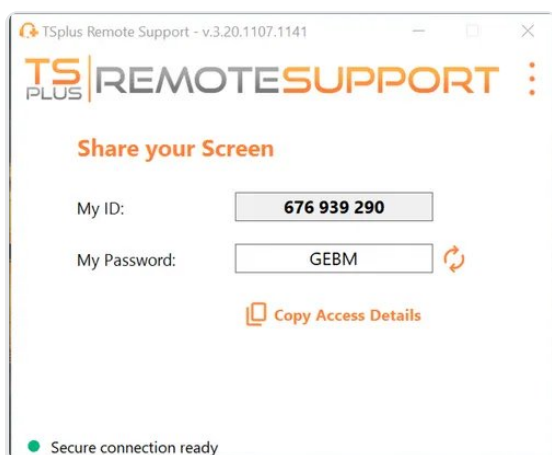 TSplus Remote Support - v.3.20.1107.1141
TS PLUS REMOTESUPPORT
Share your Screen
My ID: 676 939 290
My Password: GEBM
Copy Access Details
Secure connection ready